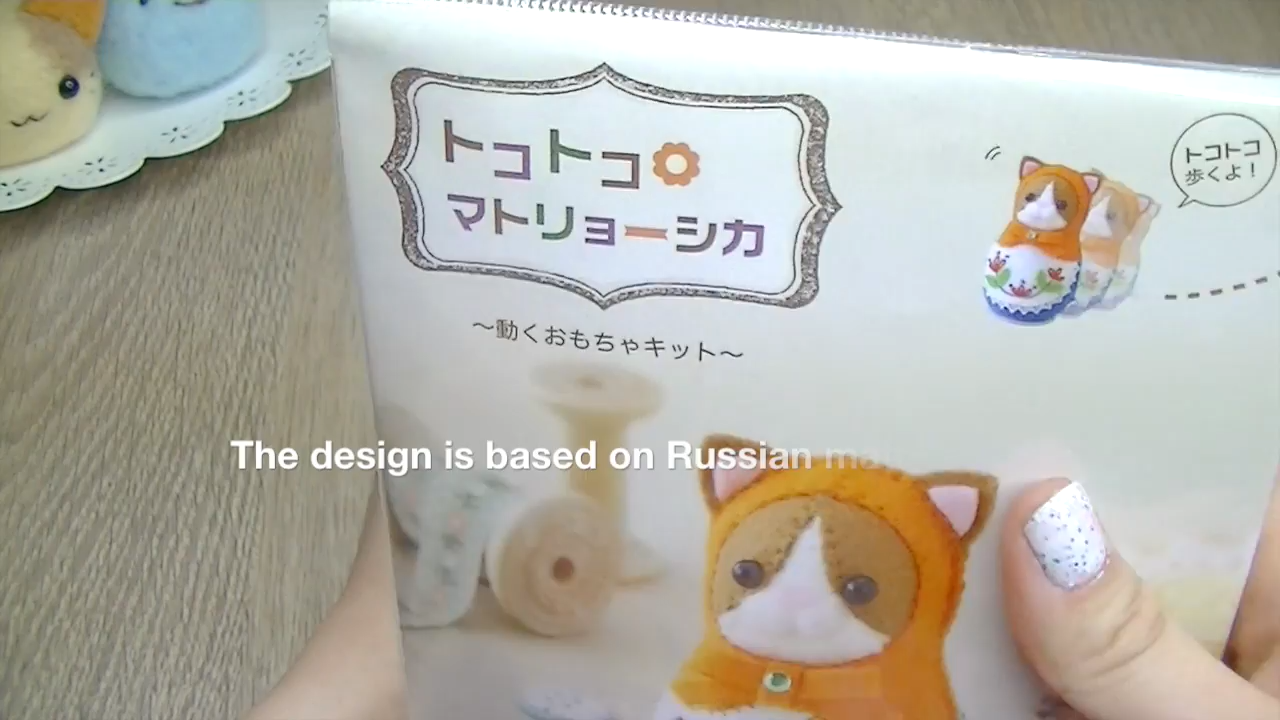 トコトコ
マトリョーシカ
～動くおもちゃキット～
トコトコ
歩くよ！
The design is based on Russian ma